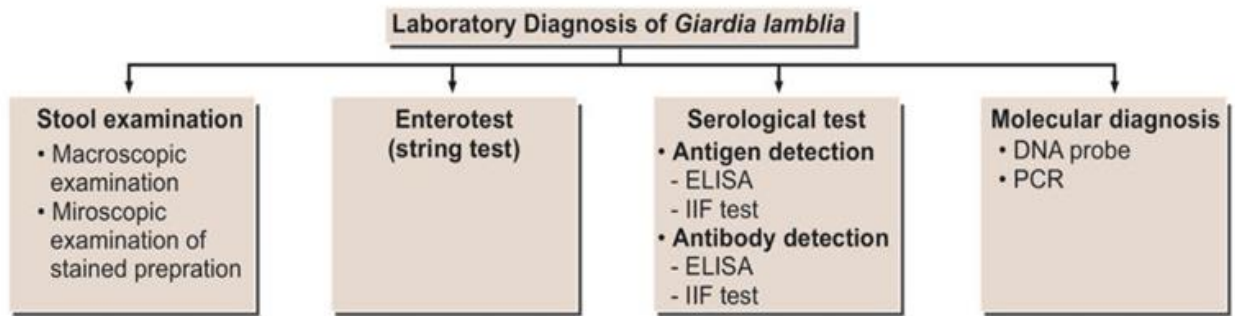 Laboratory Diagnosis of Giardia lamblia
Stool examination
• Macroscopic
examination
• Miroscopic
examination of
stained prepration
Enterotest
(string test)
Serological test
• Antigen detection
- ELISA
- IIF test
• Antibody detection
- ELISA
- IIF test
Molecular diagnosis
• DNA probe
• PCR